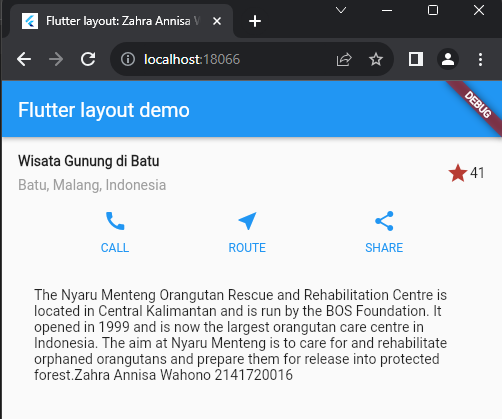 Flutter layout: Zahra Annisa W
localhost:18066
Flutter layout demo
DEBUG
Wisata Gunung di Batu
Batu, Malang, Indonesia
41
CALL
ROUTE
SHARE
The Nyaru Menteng Orangutan Rescue and Rehabilitation Centre is
located in Central Kalimantan and is run by the BOS Foundation. It
opened in 1999 and is now the largest orangutan care centre in
Indonesia. The aim at Nyaru Menteng is to care for and rehabilitate
orphaned orangutans and prepare them for release into protected
forest.Zahra Annisa Wahono 2141720016